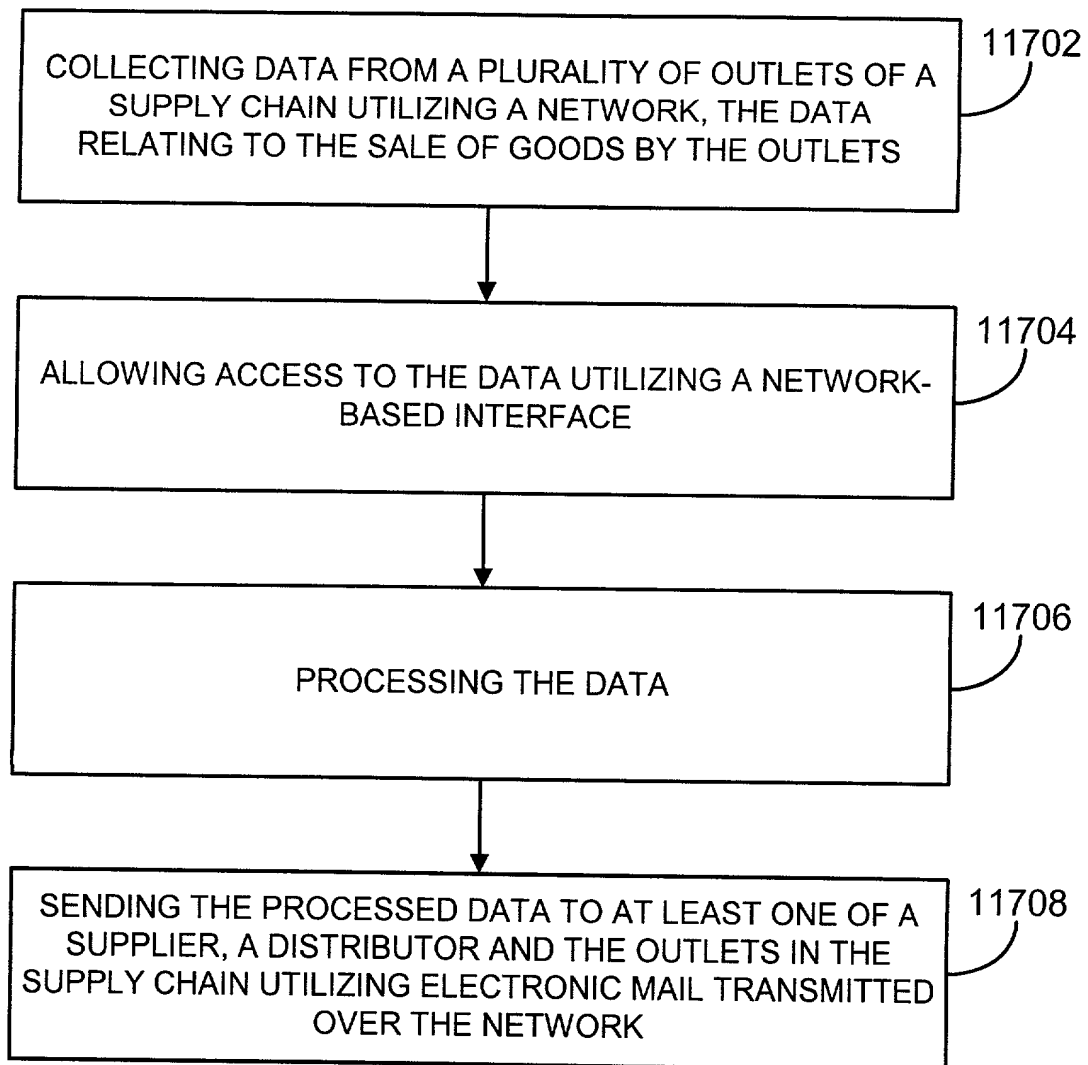 11702
COLLECTING DATA FROM A PLURALITY OF OUTLETS OF A
SUPPLY CHAIN UTILIZING A NETWORK, THE DATA
RELATING TO THE SALE OF GOODS BY THE OUTLETS
11704
ALLOWING ACCESS TO THE DATA UTILIZING A NETWORK-
BASED INTERFACE
11706
PROCESSING THE DATA
11708
SENDING THE PROCESSED DATA TO AT LEAST ONE OF A
SUPPLIER, A DISTRIBUTOR AND THE OUTLETS IN THE
SUPPLY CHAIN UTILIZING ELECTRONIC MAIL TRANSMITTED
OVER THE NETWORK